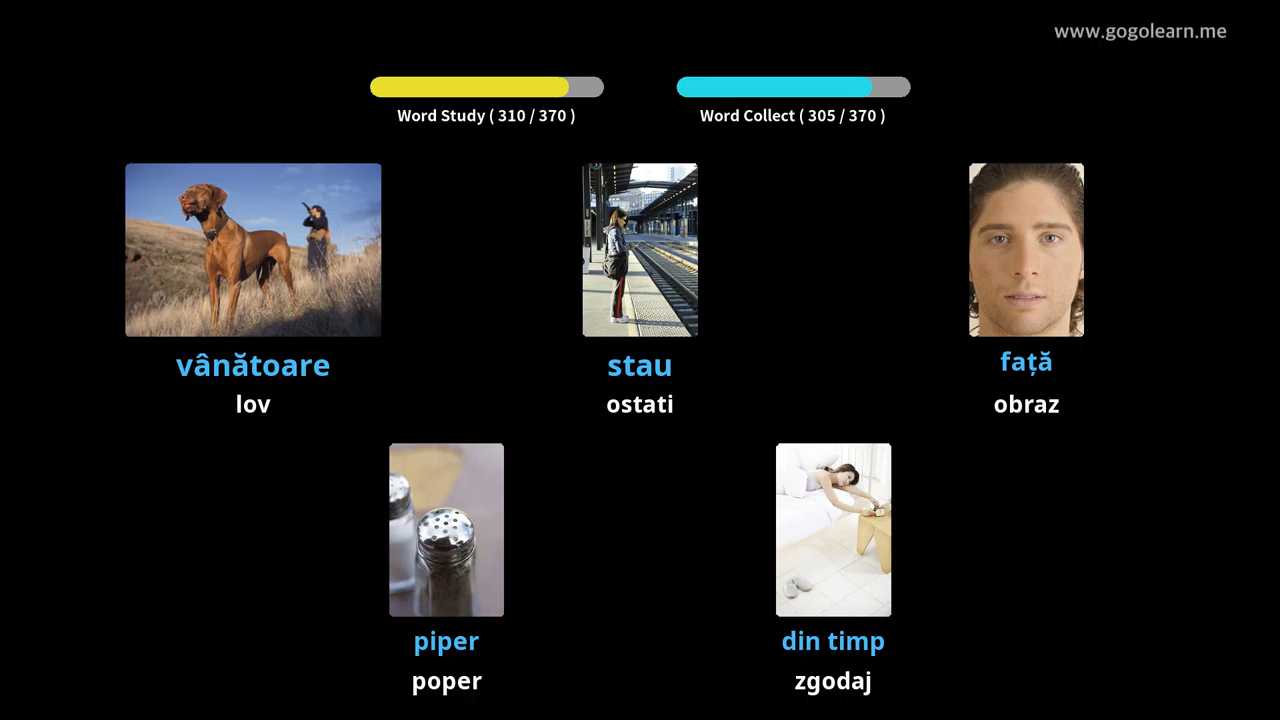 www.gogolearn.me
Word Study ( 310 / 370 )
Word Collect ( 305 / 370 )
vânătoare
lov
stau
ostati
față
obraz
piper
poper
din timp
zgodaj